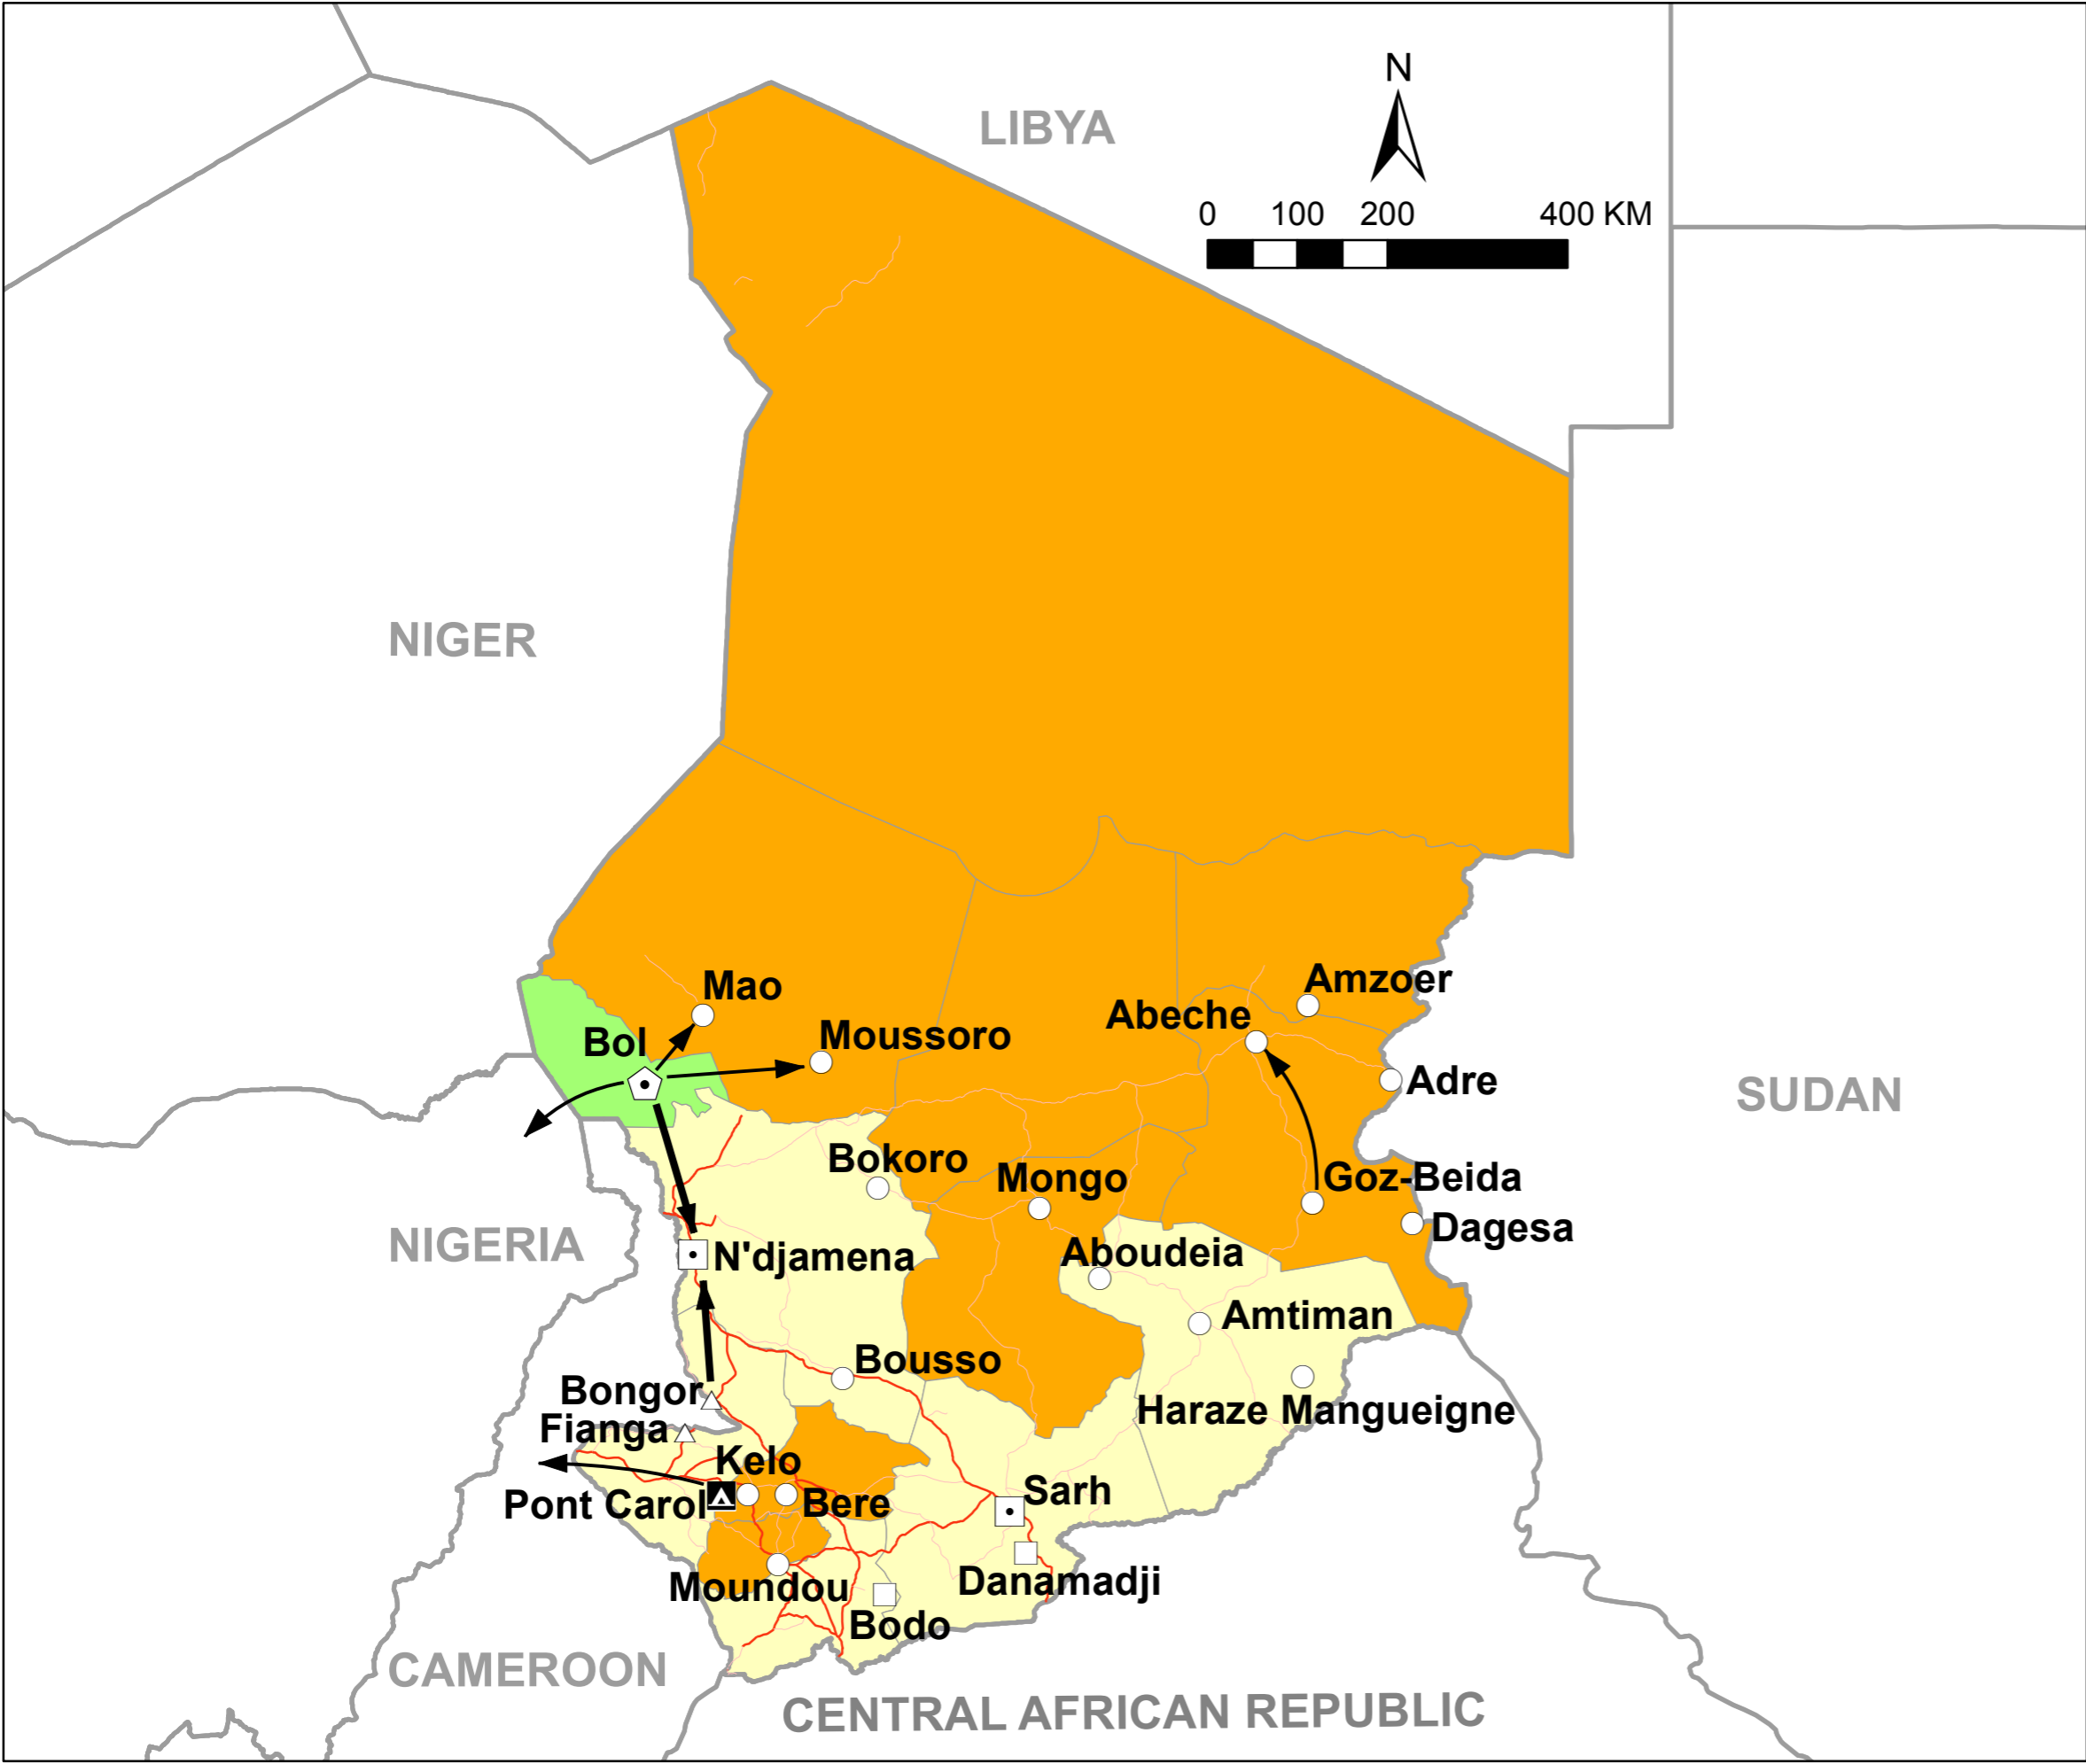 N
LIBYA
0 100 200 400 KM
NIGER
Mao
Amzoer
Abeche
Bol
Moussoro
Adre
SUDAN
Bokoro
Mongo
Goz-Beida
Dagesa
NIGERIA
N'djamena
Aboudeia
Amtiman
Bousso
Bongor
Haraze Mangueigne
Fianga
Kelo
Sarh
Pont Carol
Bere
Danamadji
Moundou
Bodo
CAMEROON
CENTRAL AFRICAN REPUBLIC